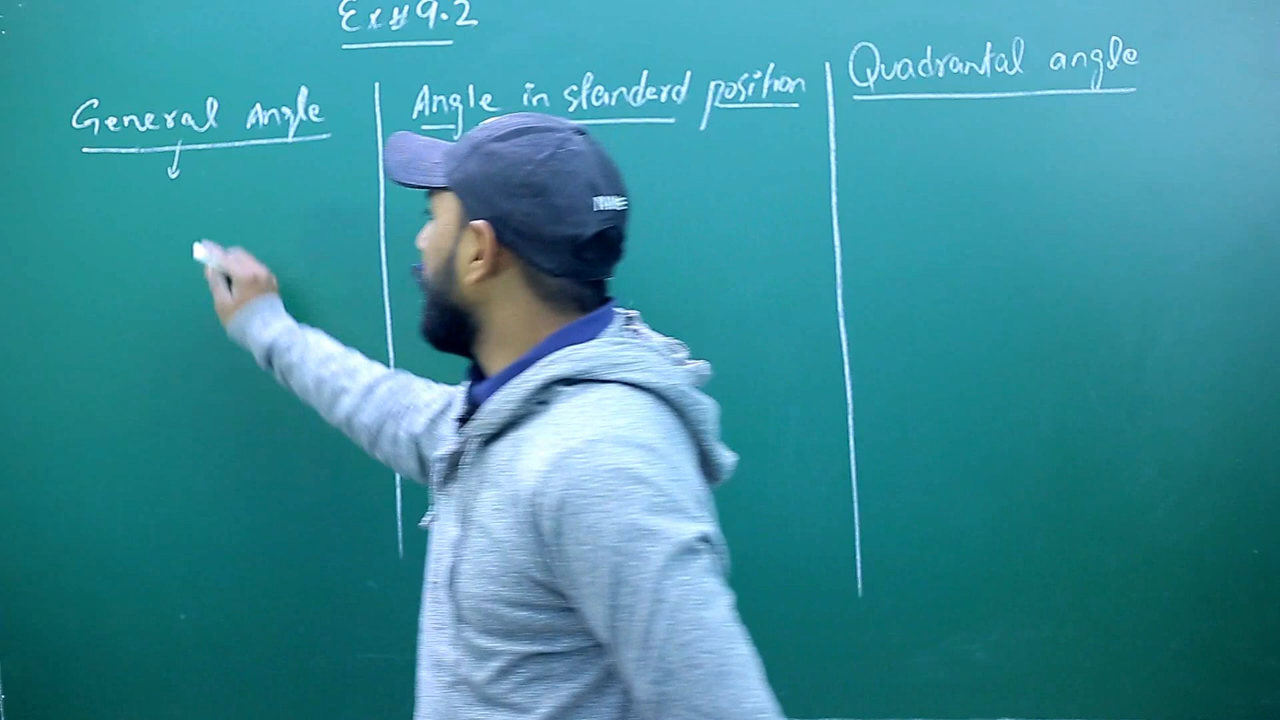 Ex # 9.2
General Angle
Angle in standerd position
Quadrantal angle